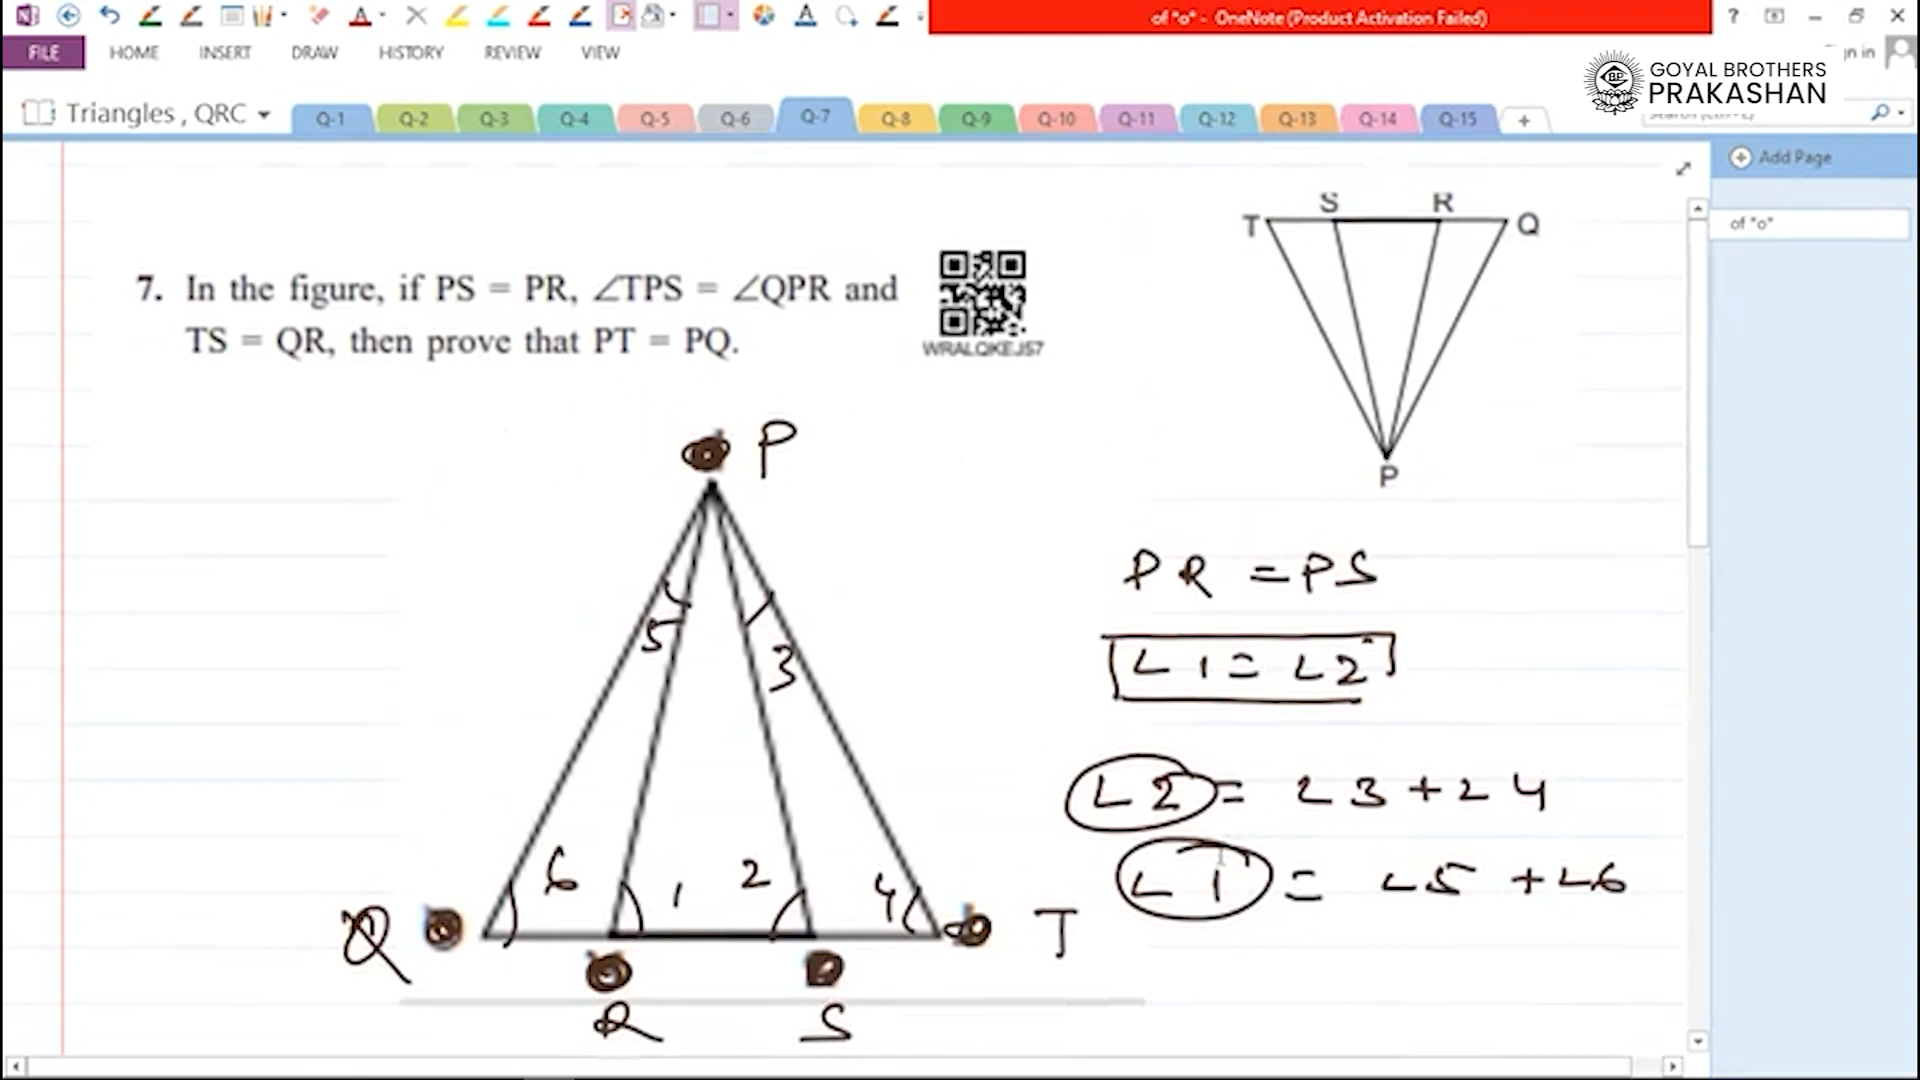 of "o" - OneNote (Product Activation Failed)
FILE HOME INSERT DRAW HISTORY REVIEW VIEW
GOYAL BROTHERS
PRAKASHAN
Triangles , QRC
Q-1 Q-2 Q-3 Q-4 Q-5 Q-6 Q-7 Q-8 Q-9 Q-10 Q-11 Q-12 Q-13 Q-14 Q-15 +
Add Page
of "o"
7. In the figure, if PS = PR, ∠TPS = ∠QPR and
TS = QR, then prove that PT = PQ.
WRALQKEJ57
T S R Q
P
P
5 3
6 1 2 4
Q T
R S
PR = PS
∠1 = ∠2
∠2 = ∠3 + ∠4
∠1 = ∠5 + ∠6